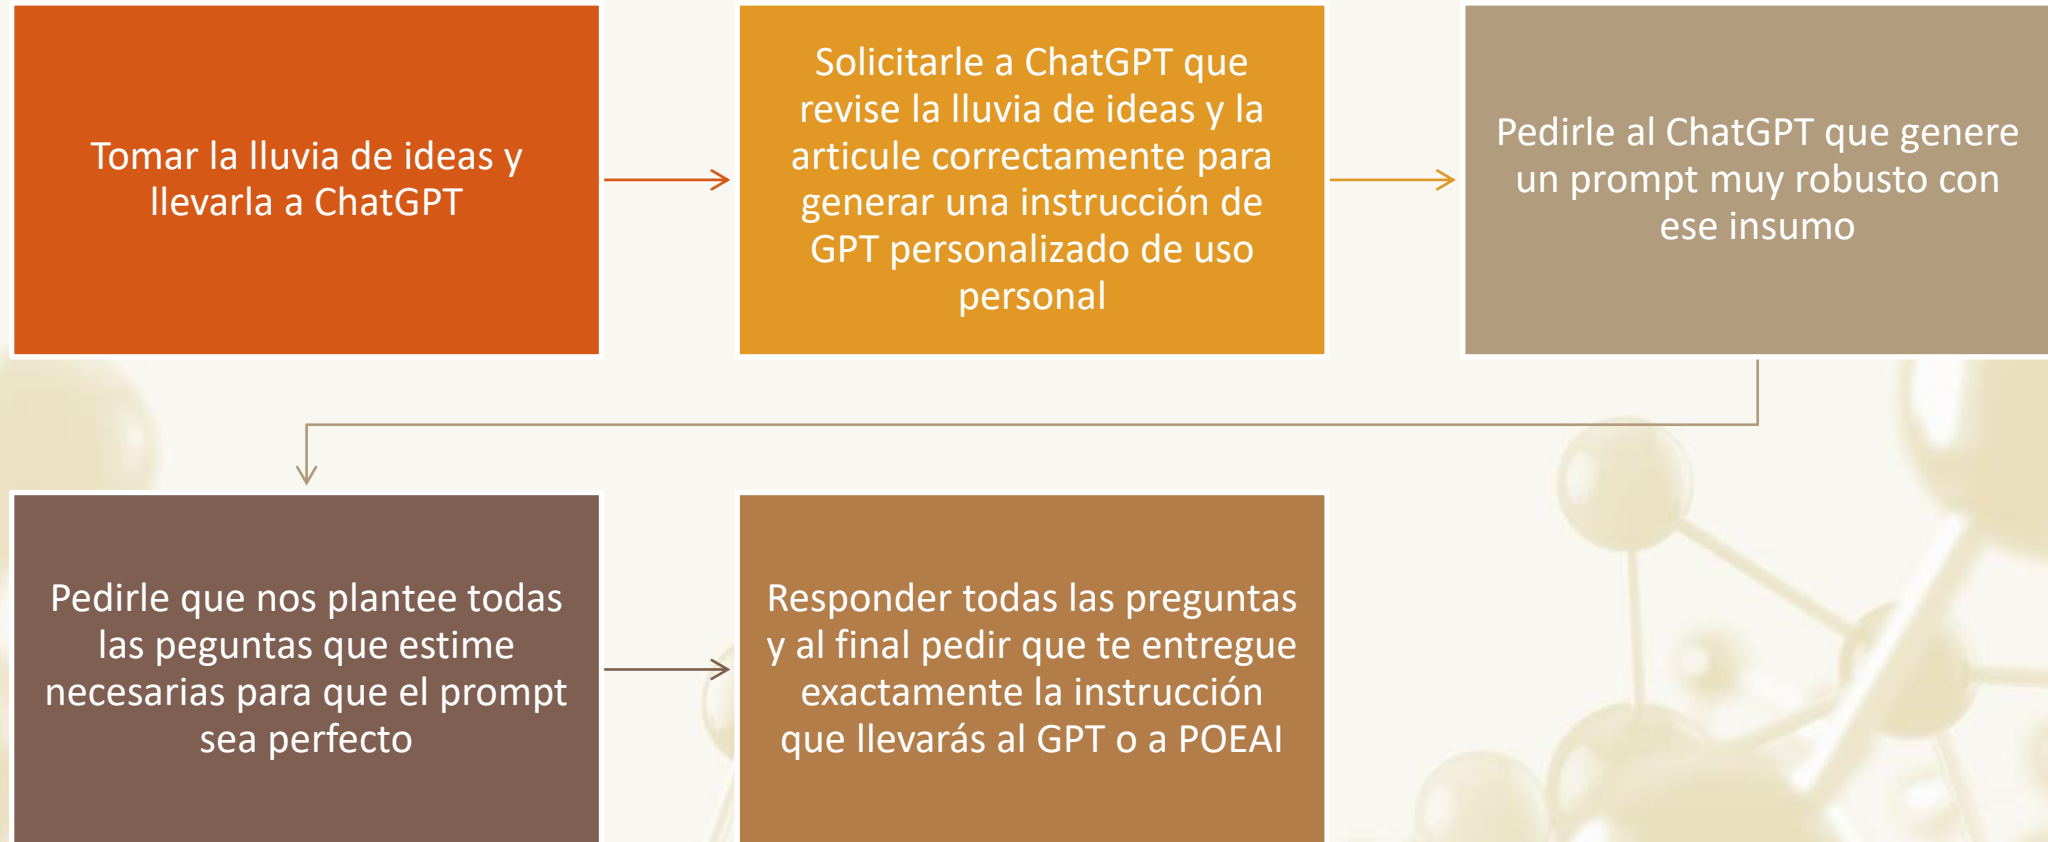 Tomar la lluvia de ideas y
llevarla a ChatGPT
Solicitarle a ChatGPT que
revise la lluvia de ideas y la
articule correctamente para
generar una instrucción de
GPT personalizado de uso
personal
Pedirle al ChatGPT que genere
un prompt muy robusto con
ese insumo
Pedirle que nos plantee todas
las peguntas que estime
necesarias para que el prompt
sea perfecto
Responder todas las preguntas
y al final pedir que te entregue
exactamente la instrucción
que llevarás al GPT o a POEAI